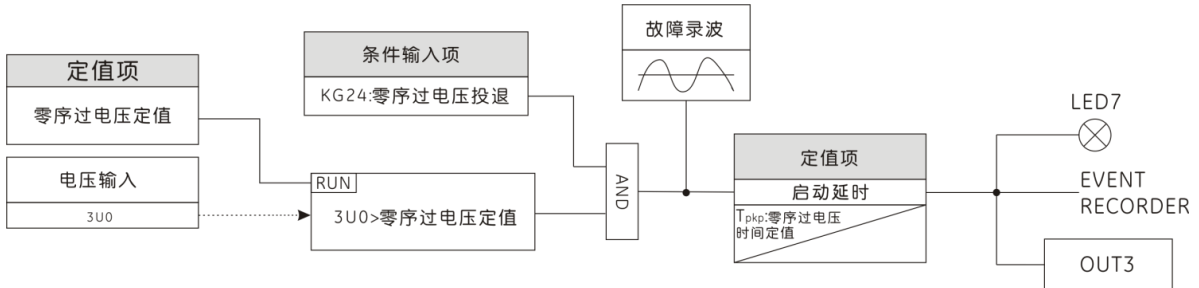 定值项
零序过电压定值
电压输入
3U0
条件输入项
KG24:零序过电压投退
RUN
3U0>零序过电压定值
AND
故障录波
定值项
启动延时
Tpkp:零序过电压
时间定值
LED7
EVENT
RECORDER
OUT3